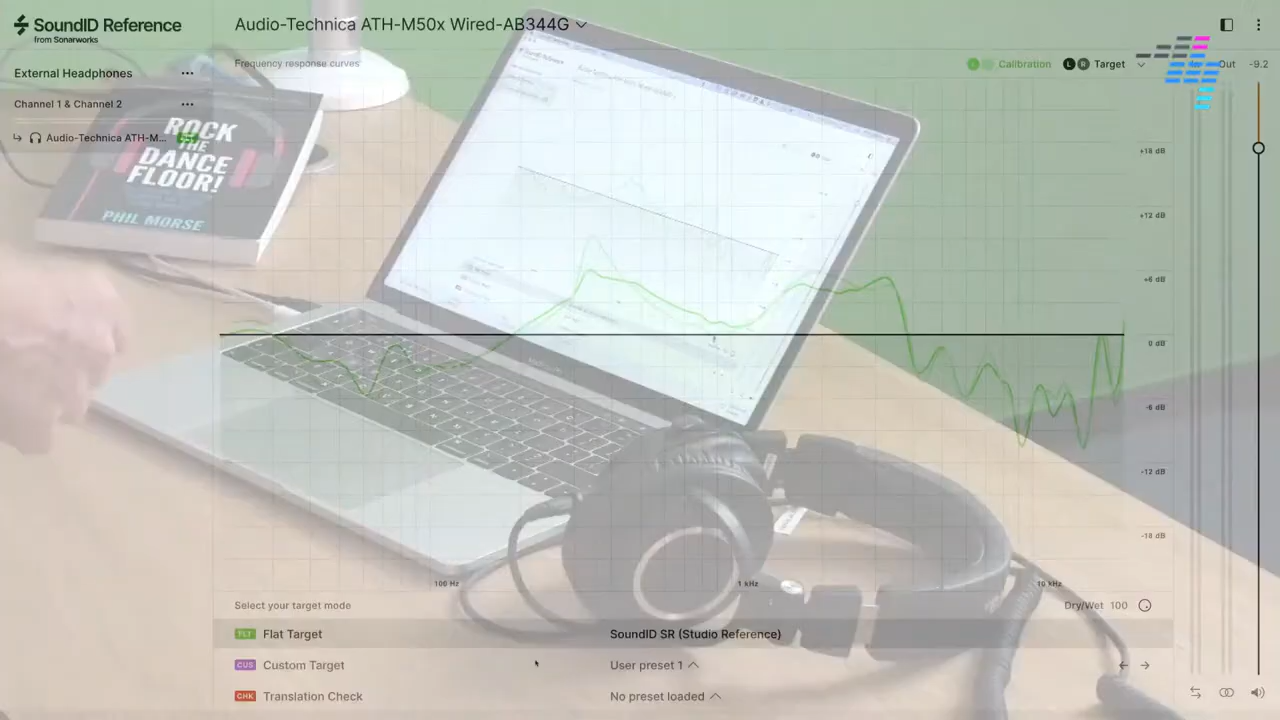 SoundID Reference
from Sonarworks
Audio-Technica ATH-M50x Wired-AB344G
External Headphones
Frequency response curves
Calibration
L R Target
In
Out
-9.2
Channel 1 & Channel 2
Audio-Technica ATH-M...
ROCK
THE
DANCE
FLOOR!
PHIL MORSE
+18 dB
+12 dB
+6 dB
0 dB
-6 dB
-12 dB
-18 dB
100 Hz
1 kHz
10 kHz
Select your target mode
Dry/Wet 100
FLT Flat Target
SoundID SR (Studio Reference)
CUS Custom Target
User preset 1
CHK Translation Check
No preset loaded